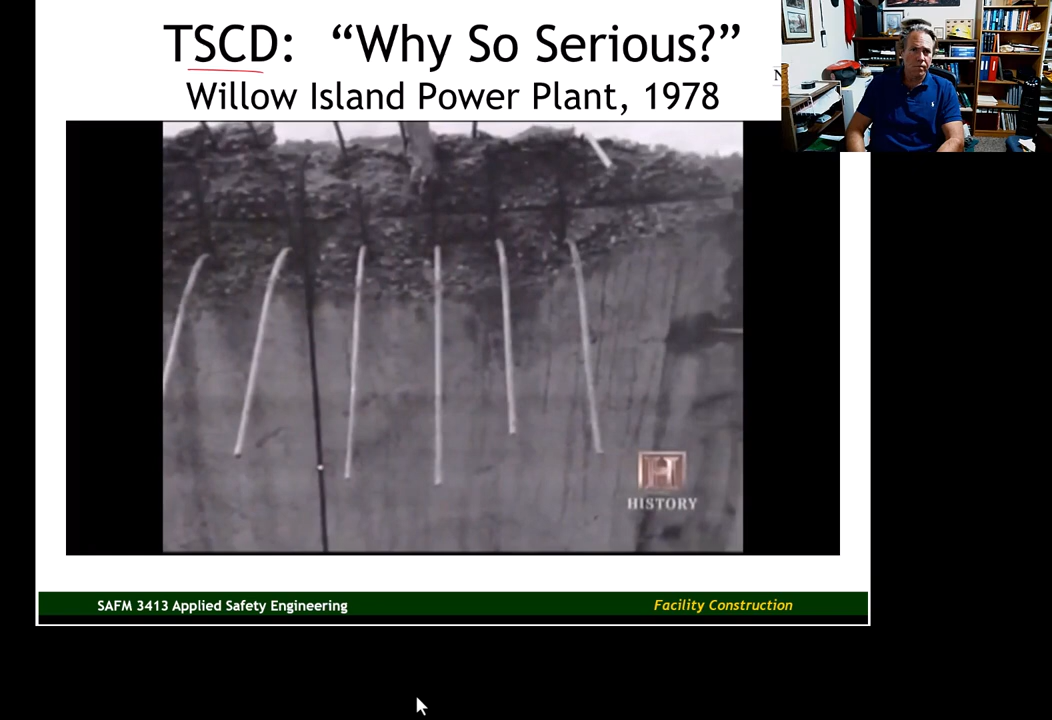 TSCD: “Why So Serious?”
Willow Island Power Plant, 1978
H
HISTORY
SAFM 3413 Applied Safety Engineering
Facility Construction